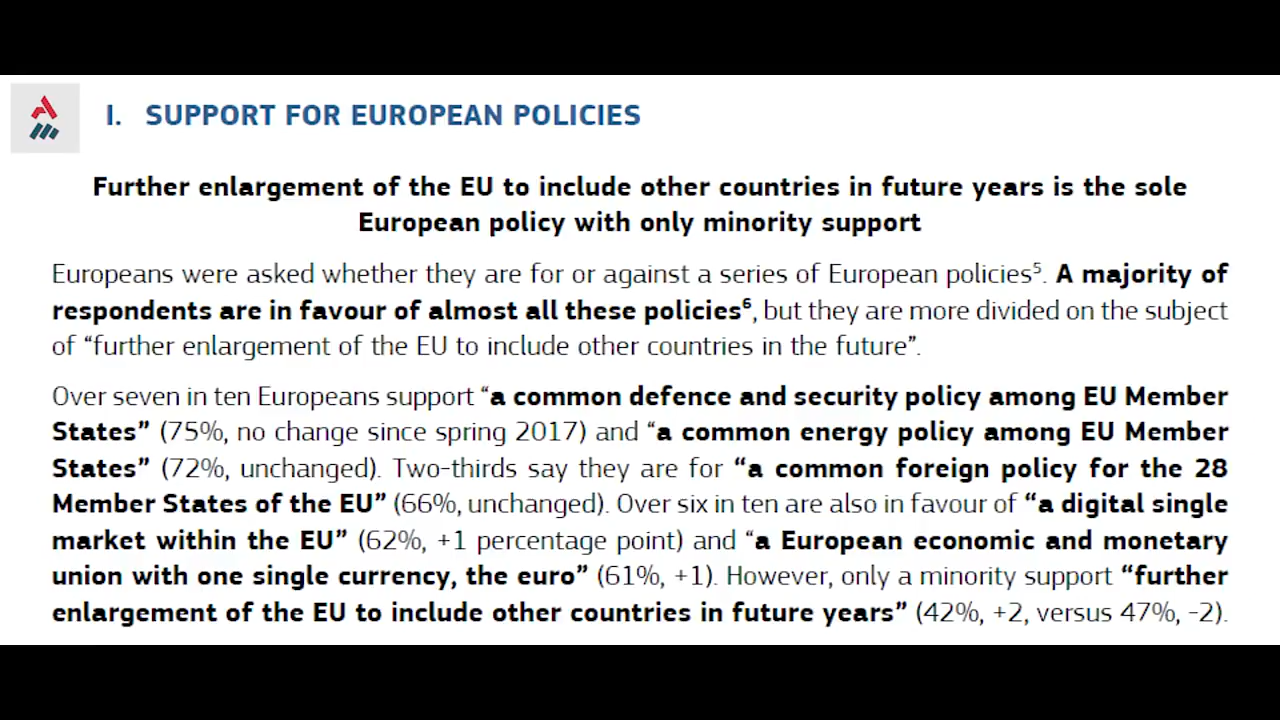 I. SUPPORT FOR EUROPEAN POLICIES
Further enlargement of the EU to include other countries in future years is the sole
European policy with only minority support
Europeans were asked whether they are for or against a series of European policies⁵. A majority of
respondents are in favour of almost all these policies⁶, but they are more divided on the subject
of “further enlargement of the EU to include other countries in the future”.
Over seven in ten Europeans support “a common defence and security policy among EU Member
States” (75%, no change since spring 2017) and “a common energy policy among EU Member
States” (72%, unchanged). Two-thirds say they are for “a common foreign policy for the 28
Member States of the EU” (66%, unchanged). Over six in ten are also in favour of “a digital single
market within the EU” (62%, +1 percentage point) and “a European economic and monetary
union with one single currency, the euro” (61%, +1). However, only a minority support “further
enlargement of the EU to include other countries in future years” (42%, +2, versus 47%, -2).